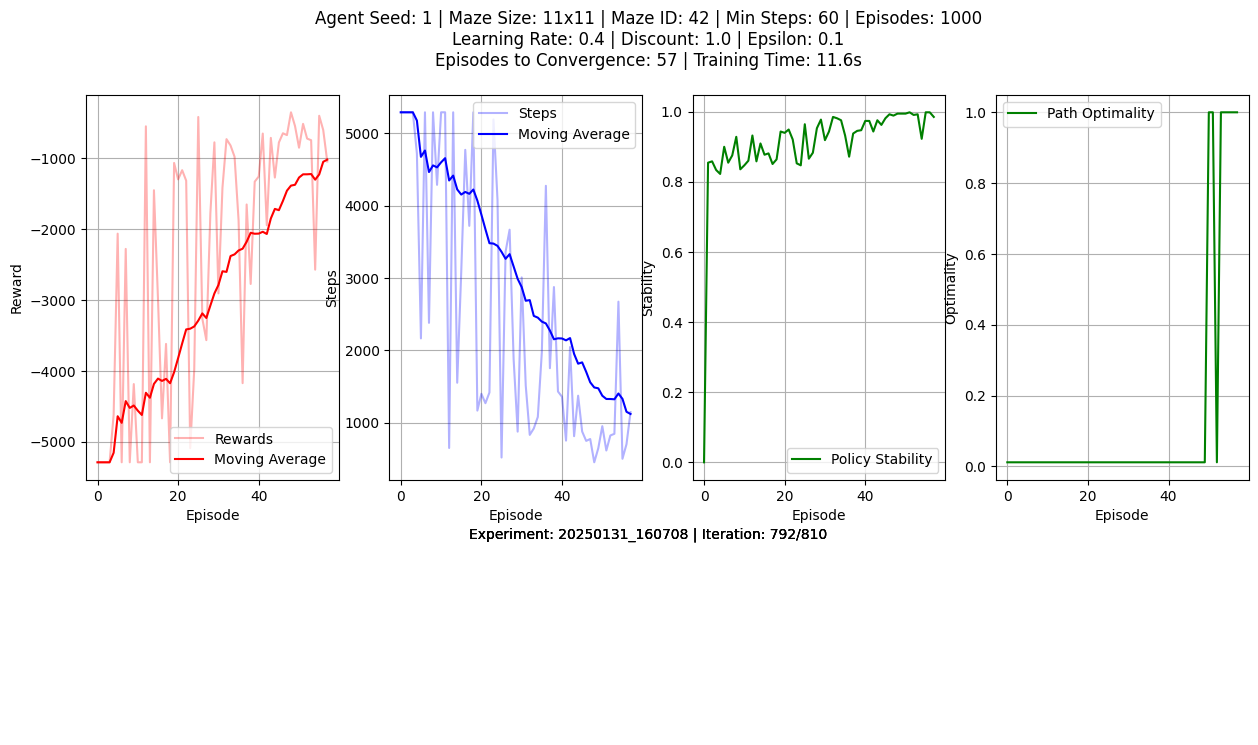 Agent Seed: 1 | Maze Size: 11x11 | Maze ID: 42 | Min Steps: 60 | Episodes: 1000
Learning Rate: 0.4 | Discount: 1.0 | Epsilon: 0.1
Episodes to Convergence: 57 | Training Time: 11.6s
Reward
−1000
−2000
−3000
−4000
−5000
Rewards
Moving Average
0
20
40
Episode
Steps
5000
4000
3000
2000
1000
Steps
Moving Average
0
20
40
Episode
Stability
1.0
0.8
0.6
0.4
0.2
0.0
Policy Stability
0
20
40
Episode
Optimality
1.0
0.8
0.6
0.4
0.2
0.0
Path Optimality
0
20
40
Episode
Experiment: 20250131_160708 | Iteration: 792/810